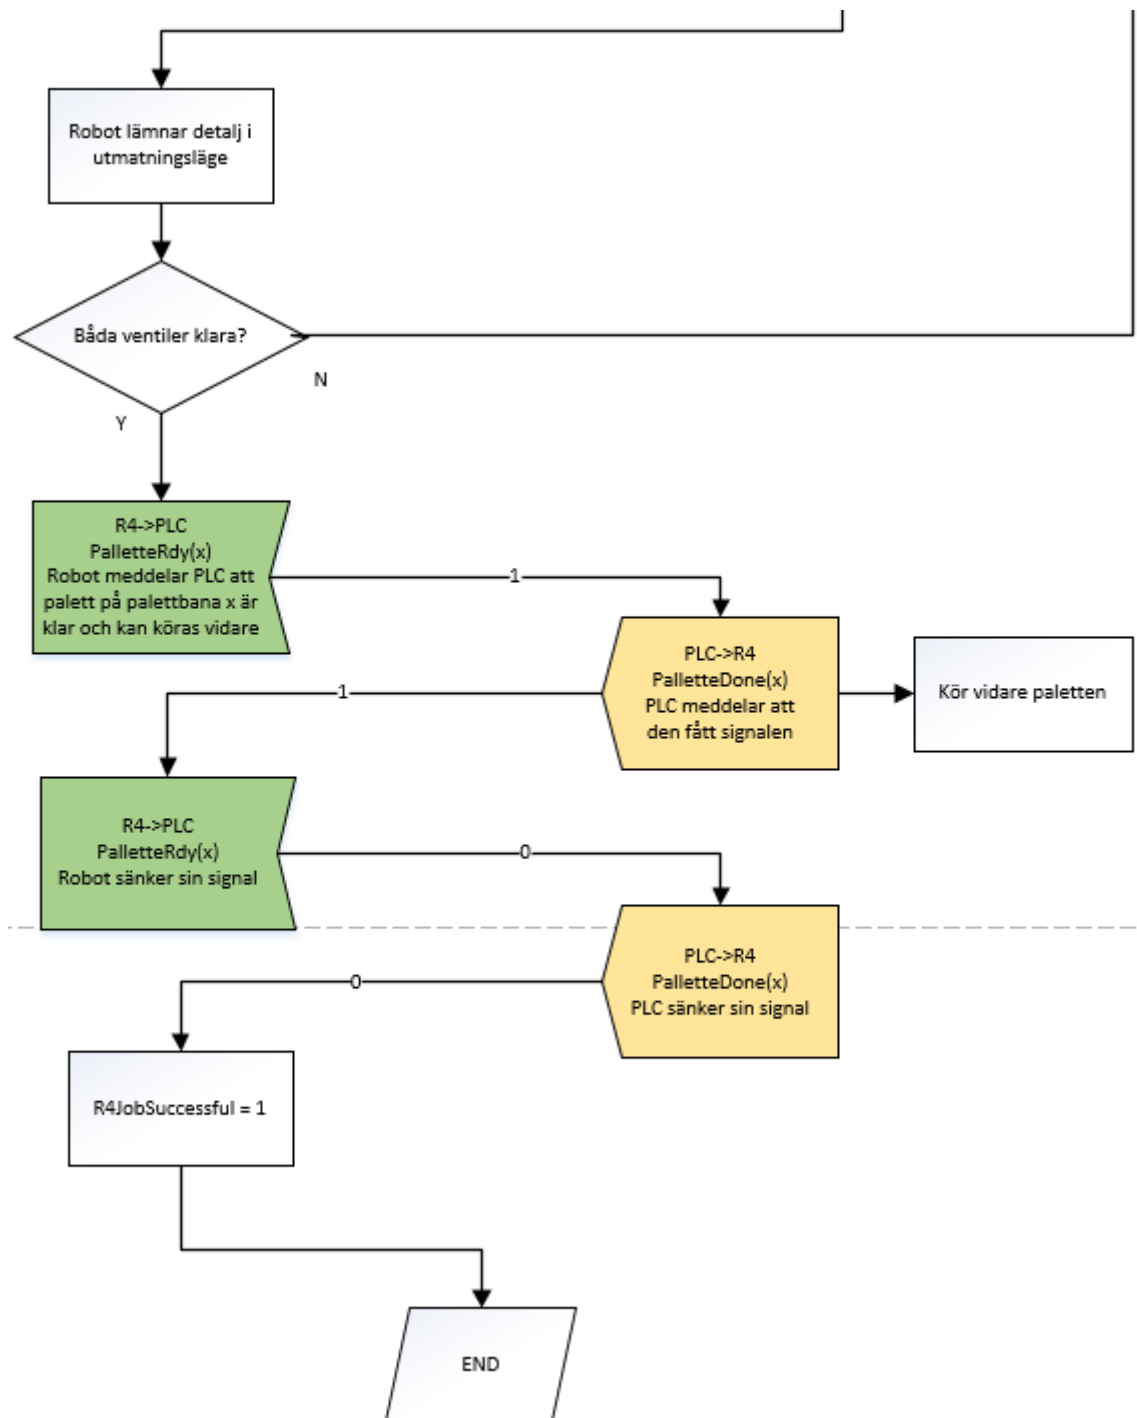 Robot lämnar detalj i
utmatningsläge
Båda ventiler klara?
N
Y
R4->PLC
PalletteRdy(x)
Robot meddelar PLC att
palett på palettbana x är
klar och kan köras vidare
1
PLC->R4
PalletteDone(x)
PLC meddelar att
den fått signalen
Kör vidare paletten
1
R4->PLC
PalletteRdy(x)
Robot sänker sin signal
0
PLC->R4
PalletteDone(x)
PLC sänker sin signal
0
R4JobSuccessful = 1
END